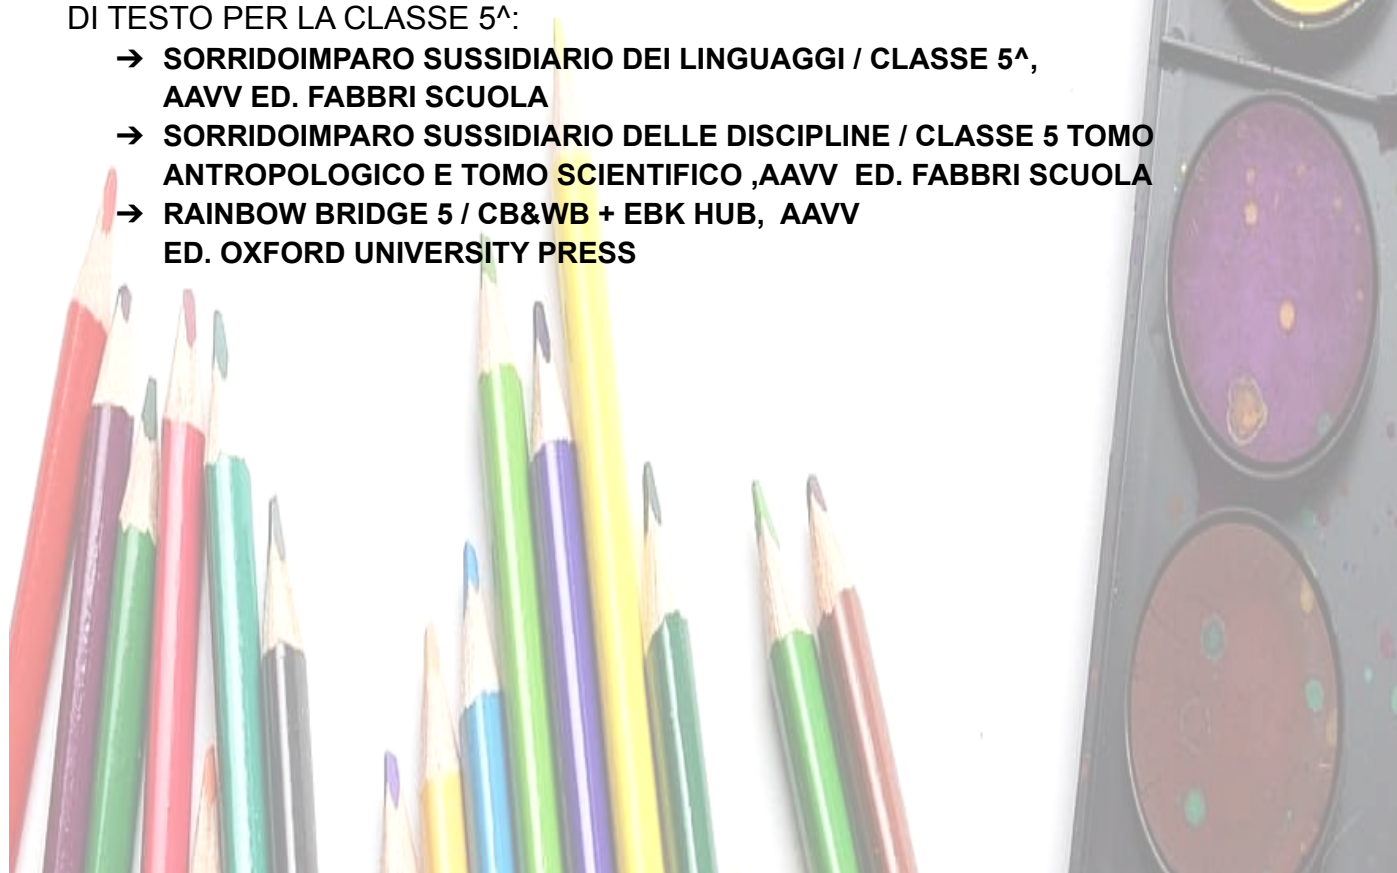 DI TESTO PER LA CLASSE 5^:
➔ SORRIDOIMPARO SUSSIDIARIO DEI LINGUAGGI / CLASSE 5^,
AAVV ED. FABBRI SCUOLA
➔ SORRIDOIMPARO SUSSIDIARIO DELLE DISCIPLINE / CLASSE 5 TOMO
ANTROPOLOGICO E TOMO SCIENTIFICO ,AAVV ED. FABBRI SCUOLA
➔ RAINBOW BRIDGE 5 / CB&WB + EBK HUB, AAVV
ED. OXFORD UNIVERSITY PRESS